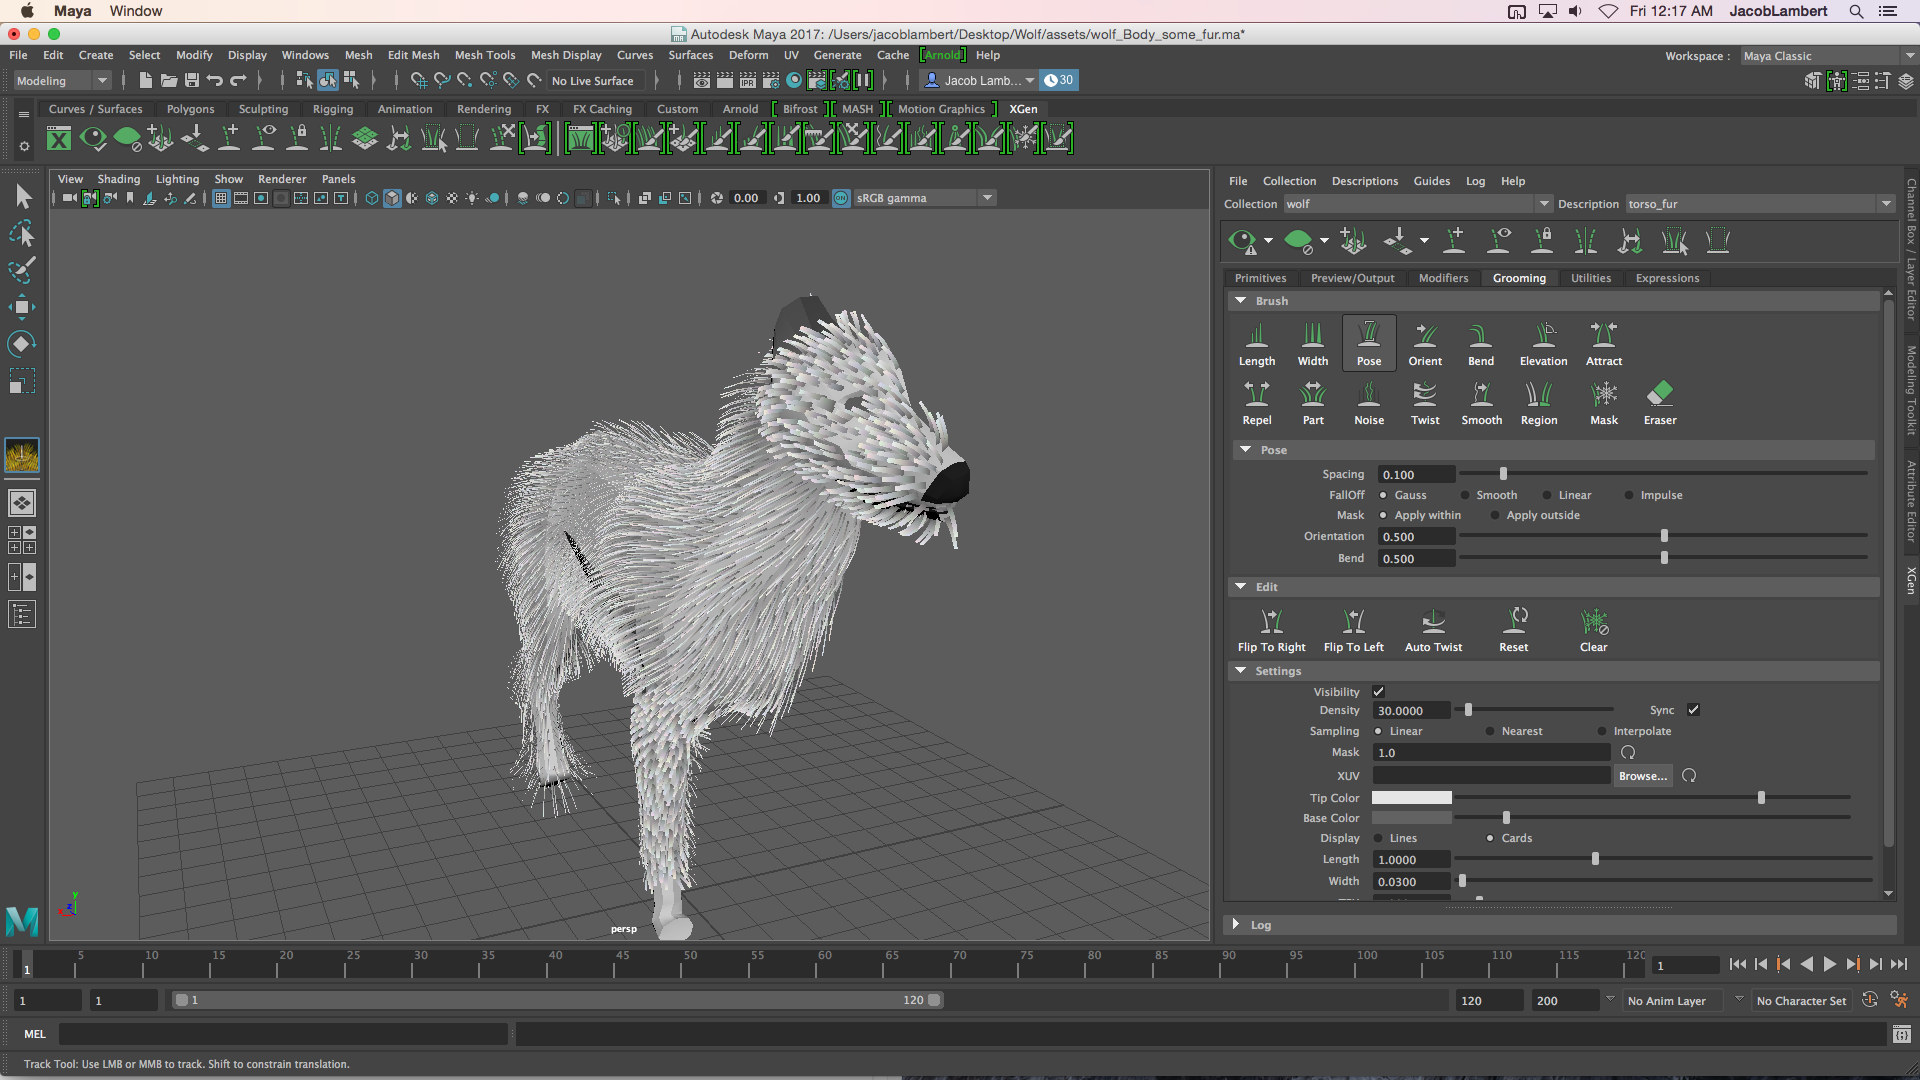 Maya Window Fri 12:17 AM JacobLambert
Autodesk Maya 2017: /Users/jacoblambert/Desktop/Wolf/assets/wolf_Body_some_fur.ma*
File Edit Create Select Modify Display Windows Mesh Edit Mesh Mesh Tools Mesh Display Curves Surfaces Deform UV Generate Cache Arnold Help Workspace : Maya Classic
Modeling No Live Surface Jacob Lamb... 30
Curves / Surfaces Polygons Sculpting Rigging Animation Rendering FX FX Caching Custom Arnold Bifrost MASH Motion Graphics XGen
View Shading Lighting Show Renderer Panels
0.00 1.00 sRGB gamma
persp
File Collection Descriptions Guides Log Help
Collection wolf Description torso_fur
Primitives Preview/Output Modifiers Grooming Utilities Expressions
Brush
Length Width Pose Orient Bend Elevation Attract
Repel Part Noise Twist Smooth Region Mask Eraser
Pose
Spacing 0.100
FallOff Gauss Smooth Linear Impulse
Mask Apply within Apply outside
Orientation 0.500
Bend 0.500
Edit
Flip To Right Flip To Left Auto Twist Reset Clear
Settings
Visibility
Density 30.0000 Sync
Sampling Linear Nearest Interpolate
Mask 1.0
XUV Browse...
Tip Color
Base Color
Display Lines Cards
Length 1.0000
Width 0.0300
Log
Channel Box / Layer Editor
Modeling Toolkit
Attribute Editor
XGen
1 5 10 15 20 25 30 35 40 45 50 55 60 65 70 75 80 85 90 95 100 105 110 115 120 1
1 1 1 120 120 200 No Anim Layer No Character Set
MEL
Track Tool: Use LMB or MMB to track. Shift to constrain translation.